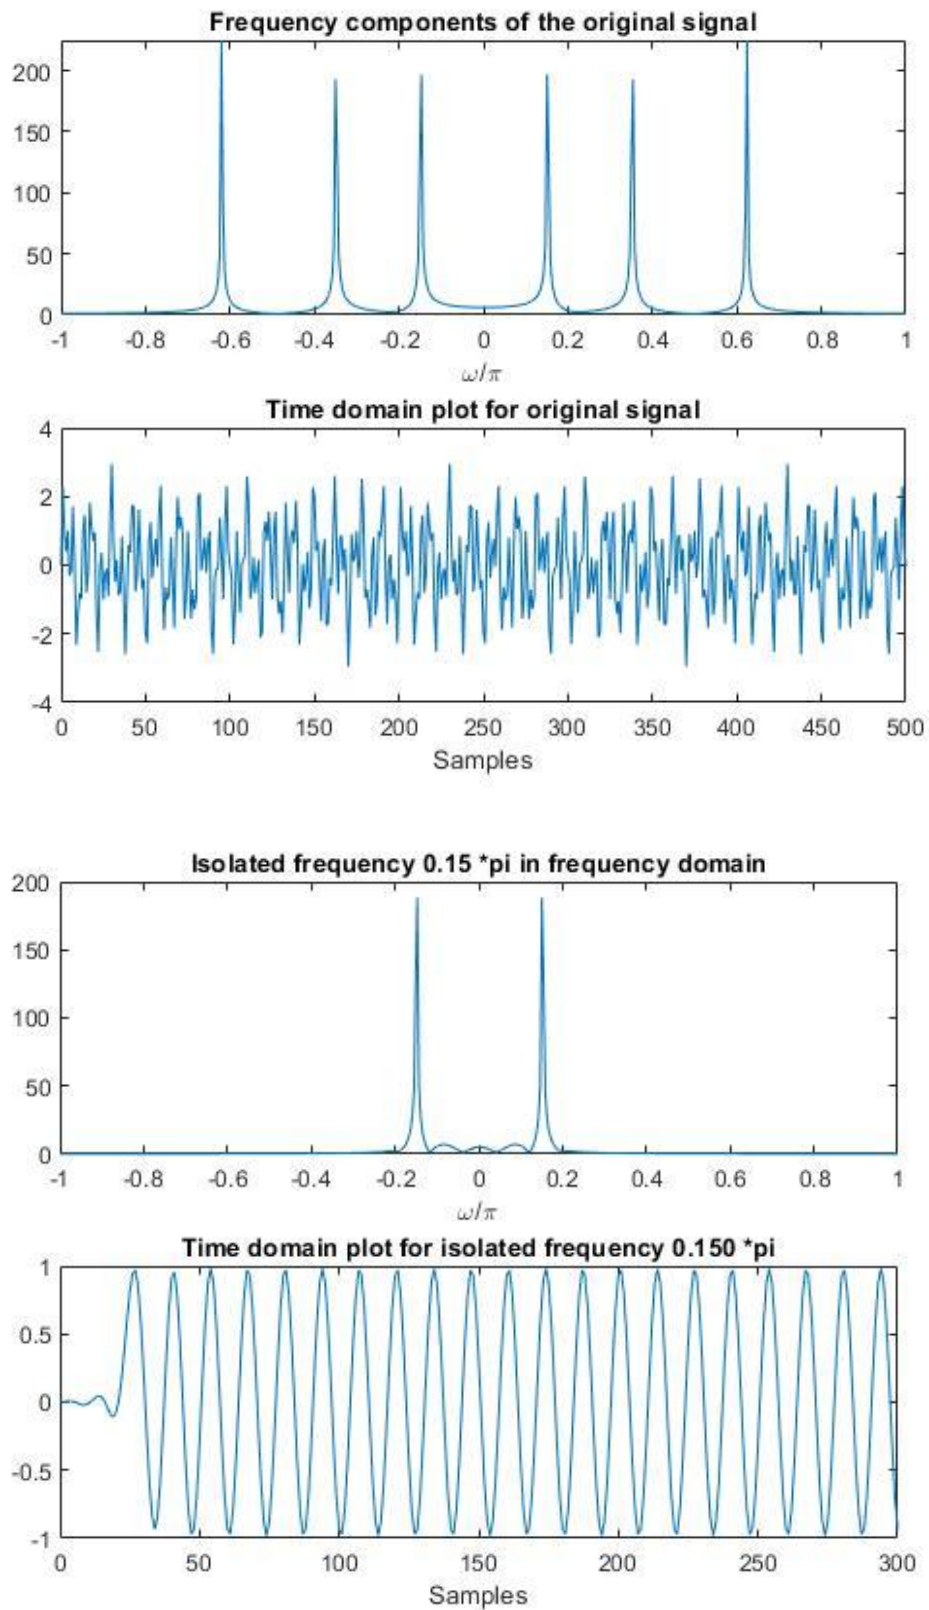 Frequency components of the original signal
200
150
100
50
0
-1 -0.8 -0.6 -0.4 -0.2 0 0.2 0.4 0.6 0.8 1
ω/π
Time domain plot for original signal
4
2
0
-2
-4
0 50 100 150 200 250 300 350 400 450 500
Samples
Isolated frequency 0.15 *pi in frequency domain
200
150
100
50
0
-1 -0.8 -0.6 -0.4 -0.2 0 0.2 0.4 0.6 0.8 1
ω/π
Time domain plot for isolated frequency 0.150 *pi
1
0.5
0
-0.5
-1
0 50 100 150 200 250 300
Samples